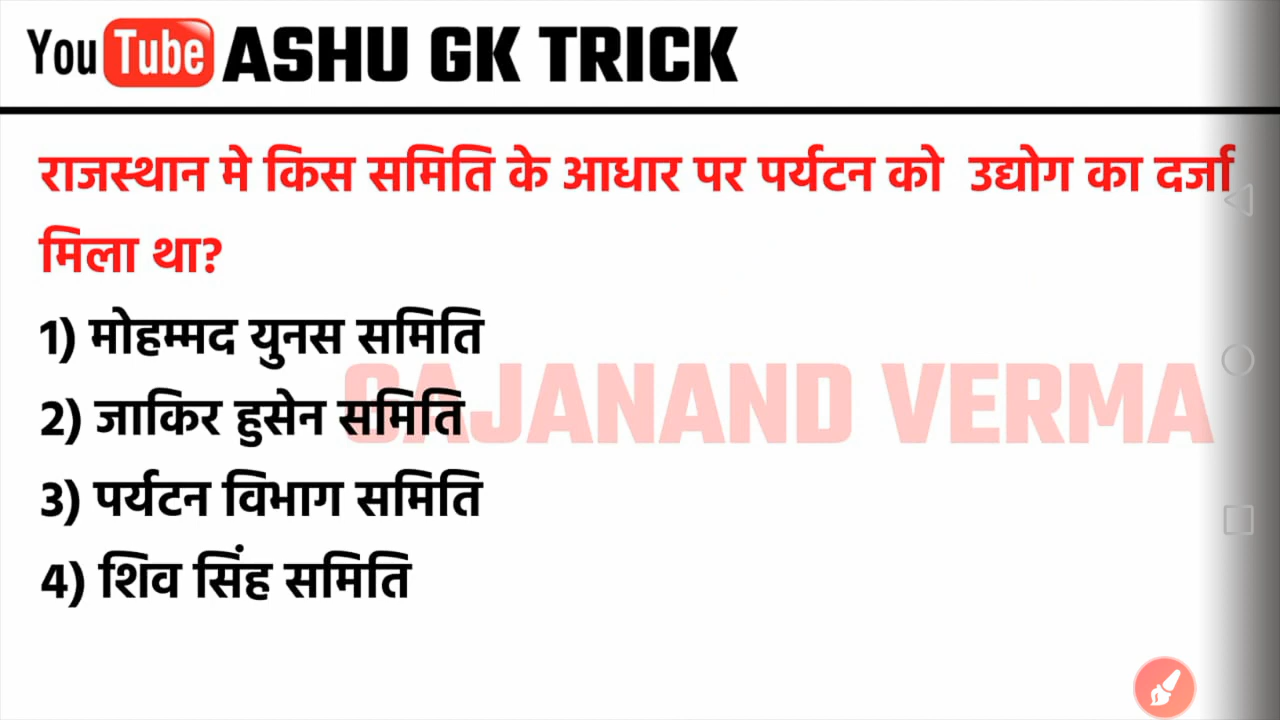 You Tube ASHU GK TRICK
राजस्थान मे किस समिति के आधार पर पर्यटन को उद्योग का दर्जा
मिला था?
1) मोहम्मद युनस समिति
GAJANAND VERMA
2) जाकिर हुसेन समिति
3) पर्यटन विभाग समिति
4) शिव सिंह समिति